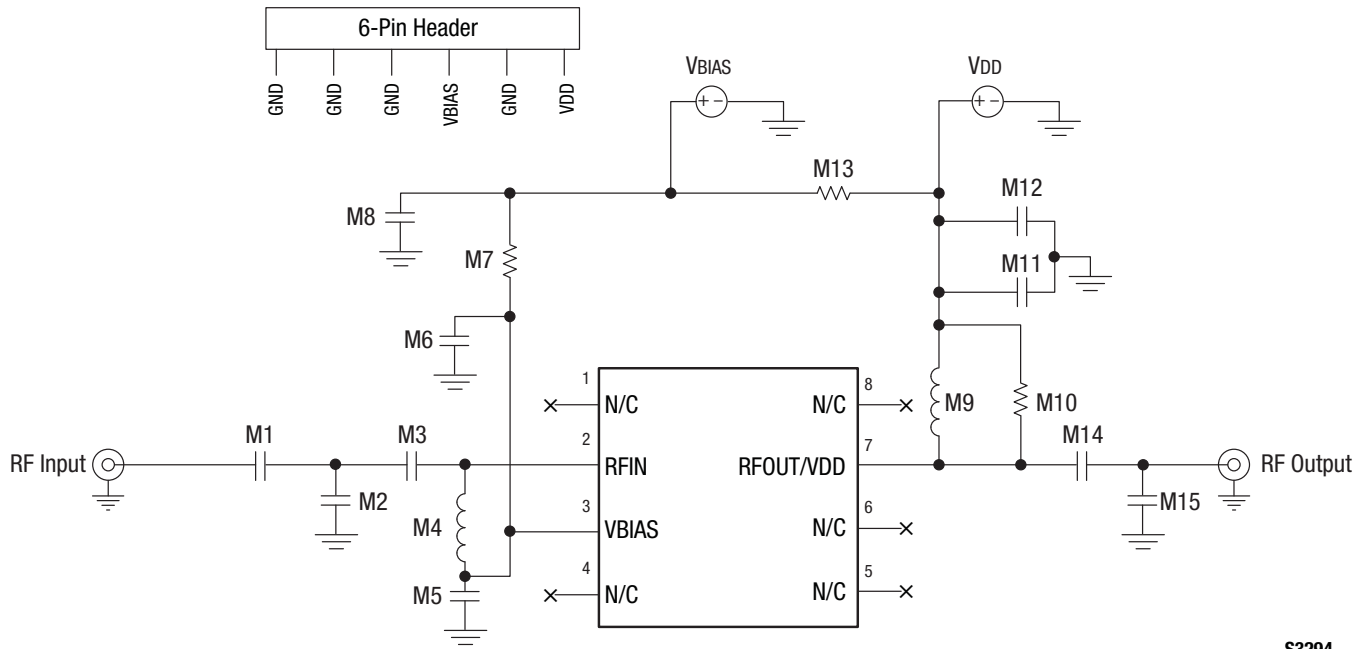 6-Pin Header
GND
GND
GND
VBIAS
GND
VDD
VBIAS
VDD
+ -
+ -
M13
M12
M8
M7
M11
M6
1
N/C
8
N/C
M9
M10
M1
M3
2
RFIN
7
RFOUT/VDD
M14
RF Input
RF Output
M2
M4
3
VBIAS
6
N/C
M15
M5
4
N/C
5
N/C
S3294